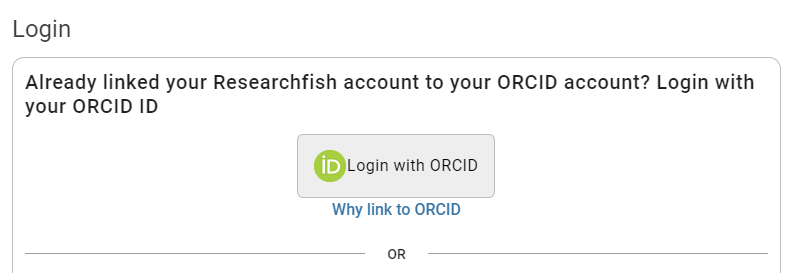 Login
Already linked your Researchfish account to your ORCID account? Login with
your ORCID ID
iD Login with ORCID
Why link to ORCID
OR